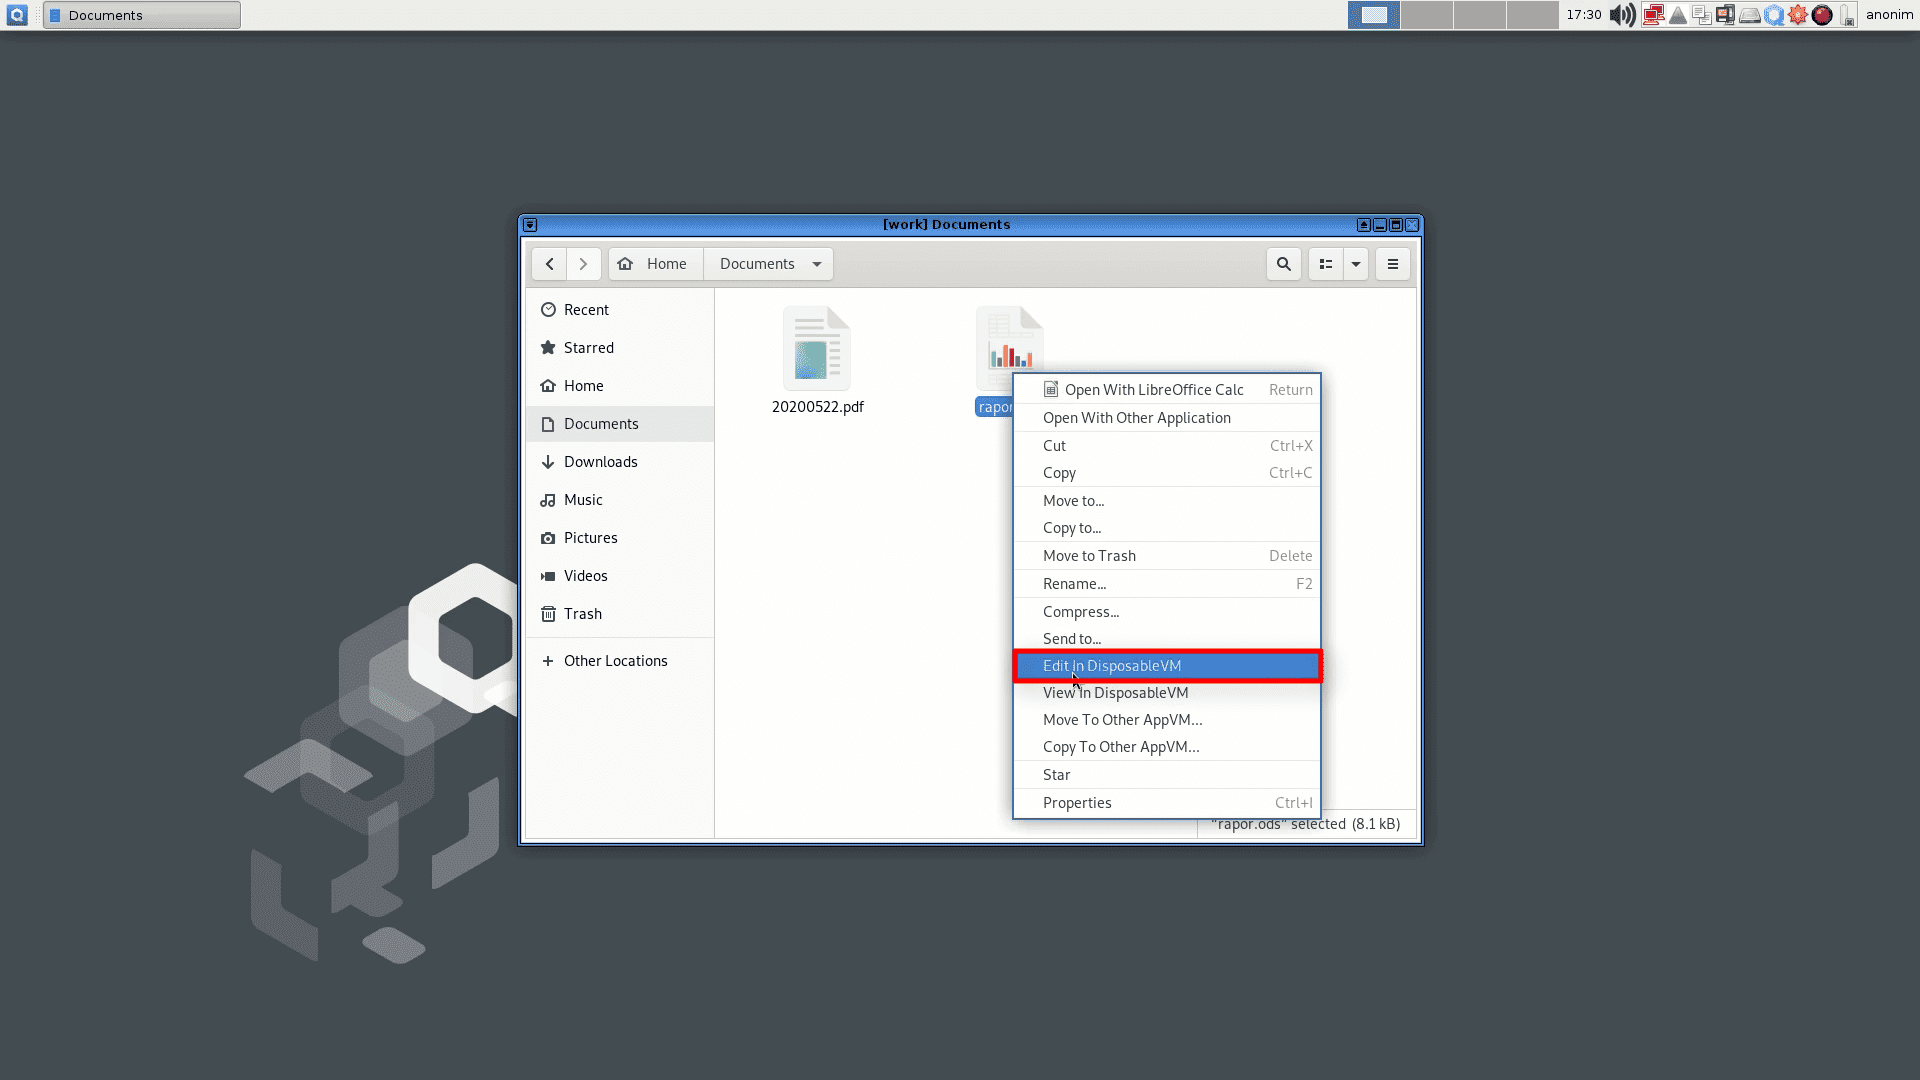 Documents
17:30
anonim
[work] Documents
Home
Documents
Recent
Starred
Home
Documents
Downloads
Music
Pictures
Videos
Trash
+ Other Locations
20200522.pdf
rapor
Open With LibreOffice Calc Return
Open With Other Application
Cut Ctrl+X
Copy Ctrl+C
Move to...
Copy to...
Move to Trash Delete
Rename... F2
Compress...
Send to...
Edit In DisposableVM
View In DisposableVM
Move To Other AppVM...
Copy To Other AppVM...
Star
Properties Ctrl+I
"rapor.ods" selected (8.1 kB)